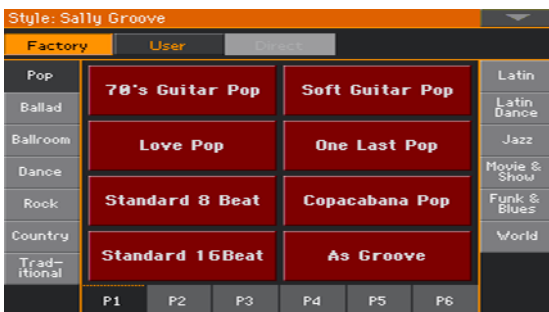 Style: Sally Groove
Factory User Direct
Pop
Ballad
Ballroom
Dance
Rock
Country
Trad-
itional
70's Guitar Pop Soft Guitar Pop
Love Pop One Last Pop
Standard 8 Beat Copacabana Pop
Standard 16Beat As Groove
Latin
Latin
Dance
Jazz
Movie &
Show
Funk &
Blues
World
P1 P2 P3 P4 P5 P6